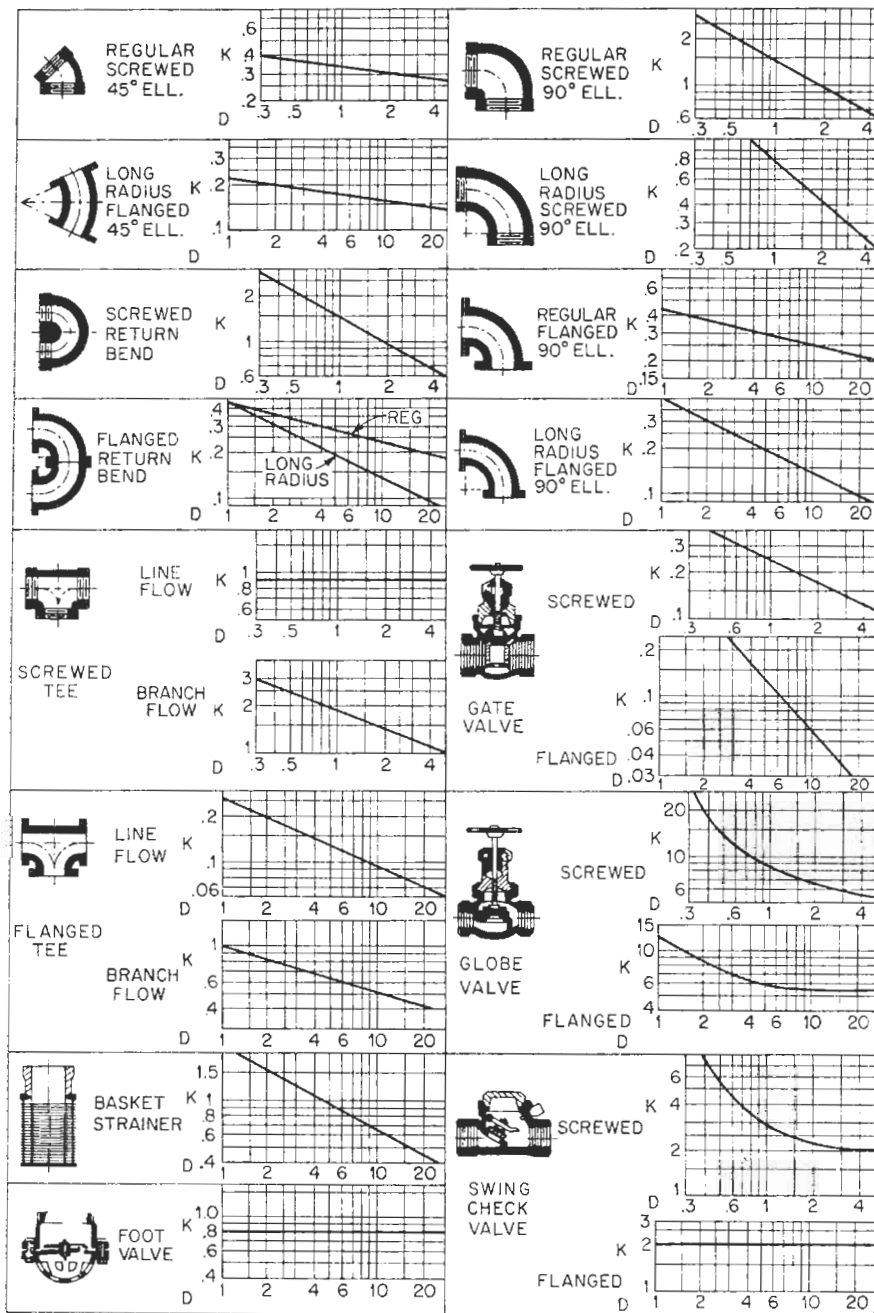 REGULAR
SCREWED
45° ELL.
K
.6
.4
.3
.2
D
.3 .5 1 2 4
REGULAR
SCREWED
90° ELL.
K
2
1
.6
D
.3 .5 1 2 4
LONG
RADIUS
FLANGED
45° ELL.
K
.3
.2
.1
D
1 2 4 6 10 20
LONG
RADIUS
SCREWED
90° ELL.
K
.8
.6
.4
.3
.2
D
.3 .5 1 2 4
SCREWED
RETURN
BEND
K
2
1
.6
D
.3 .5 1 2 4
REGULAR
FLANGED
90° ELL.
K
.6
.4
.3
.2
.15
D
1 2 4 6 10 20
FLANGED
RETURN
BEND
K
.4
.3
.2
.1
REG
LONG
RADIUS
D
1 2 4 6 10 20
LONG
RADIUS
FLANGED
90° ELL.
K
.3
.2
.1
D
1 2 4 6 10 20
SCREWED
TEE
LINE
FLOW
K
1
.8
.6
D
.3 .5 1 2 4
BRANCH
FLOW
K
3
2
1
D
.3 .5 1 2 4
GATE
VALVE
SCREWED
K
.3
.2
.1
D
.3 .5 1 2 4
FLANGED
K
.2
.1
.06
.04
.03
D
1 2 4 6 10 20
FLANGED
TEE
LINE
FLOW
K
.2
.1
.06
D
1 2 4 6 10 20
BRANCH
FLOW
K
1
.6
.4
D
1 2 4 6 10 20
GLOBE
VALVE
SCREWED
K
20
10
6
D
.3 .6 1 2 4
FLANGED
K
15
10
6
4
D
1 2 4 6 10 20
BASKET
STRAINER
K
1.5
1
.8
.6
.4
D
1 2 4 6 10 20
FOOT
VALVE
K
1.0
.8
.6
.4
D
1 2 4 6 10 20
SWING
CHECK
VALVE
SCREWED
K
6
4
2
1
D
.3 .6 1 2 4
FLANGED
K
3
2
1
D
1 2 4 6 10 20